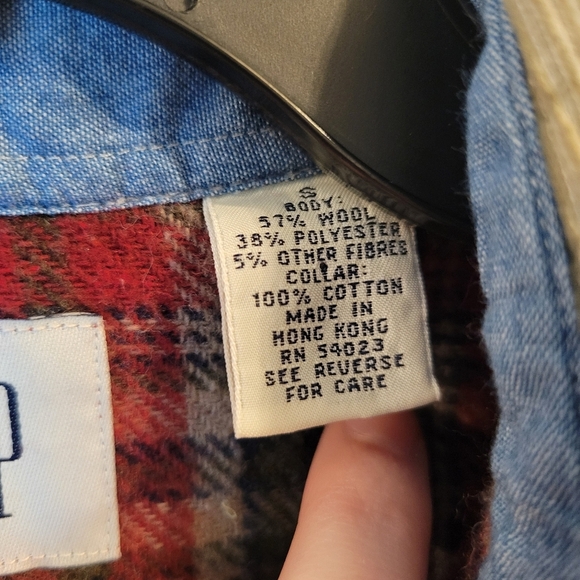 S
BODY:
57% WOOL
38% POLYESTER
5% OTHER FIBRES
COLLAR:
100% COTTON
MADE IN
HONG KONG
RN 54023
SEE REVERSE
FOR CARE